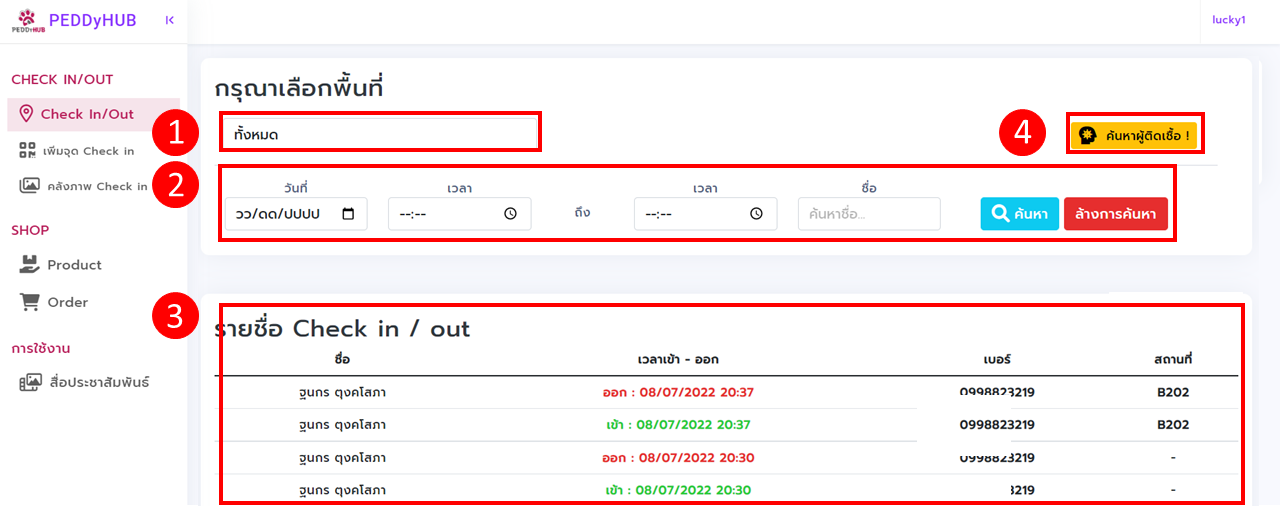 PEDDyHUB PEDDyHUB lucky1
CHECK IN/OUT
Check In/Out
เพิ่มจุด Check in
คลังภาพ Check in
SHOP
Product
Order
การใช้งาน
สื่อประชาสัมพันธ์
กรุณาเลือกพื้นที่
1 ทั้งหมด 4 ค้นหาผู้ติดเชื้อ !
2 วันที่ เวลา เวลา ชื่อ
วว/ดด/ปปปป --:-- ถึง --:-- ค้นหาชื่อ... ค้นหา ล้างการค้นหา
3 รายชื่อ Check in / out
ชื่อ เวลาเข้า - ออก เบอร์ สถานที่
ฐนกร ตุงคโสภา ออก : 08/07/2022 20:37 0998823219 B202
ฐนกร ตุงคโสภา เข้า : 08/07/2022 20:37 0998823219 B202
ฐนกร ตุงคโสภา ออก : 08/07/2022 20:30 0998823219 -
ฐนกร ตุงคโสภา เข้า : 08/07/2022 20:30 3219 -